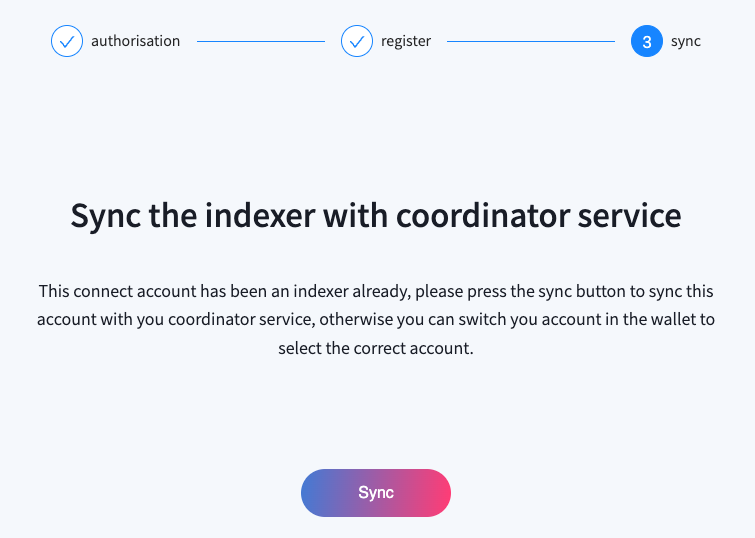 authorisation
register
3 sync
Sync the indexer with coordinator service
This connect account has been an indexer already, please press the sync button to sync this
account with you coordinator service, otherwise you can switch you account in the wallet to
select the correct account.
Sync